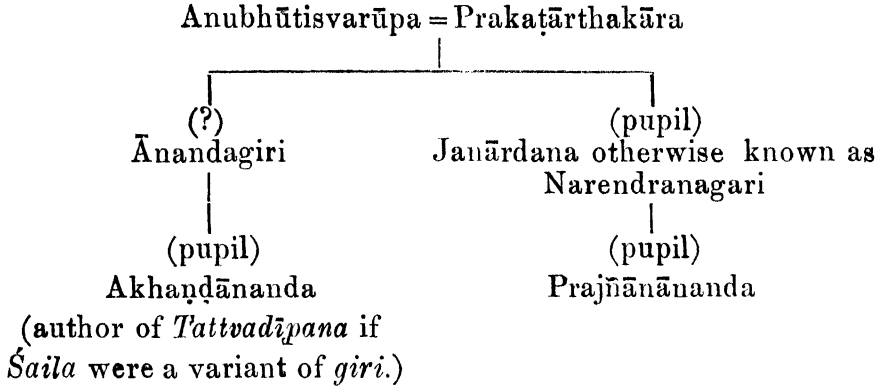 Anubhūtisvarūpa = Prakaṭārthakāra
(?)
Ānandagiri
(pupil)
Janārdana otherwise known as
Narendranagari
(pupil)
Akhaṇḍānanda
(author of Tattvadīpana if
Śaila were a variant of giri.)
(pupil)
Prajñānānanda